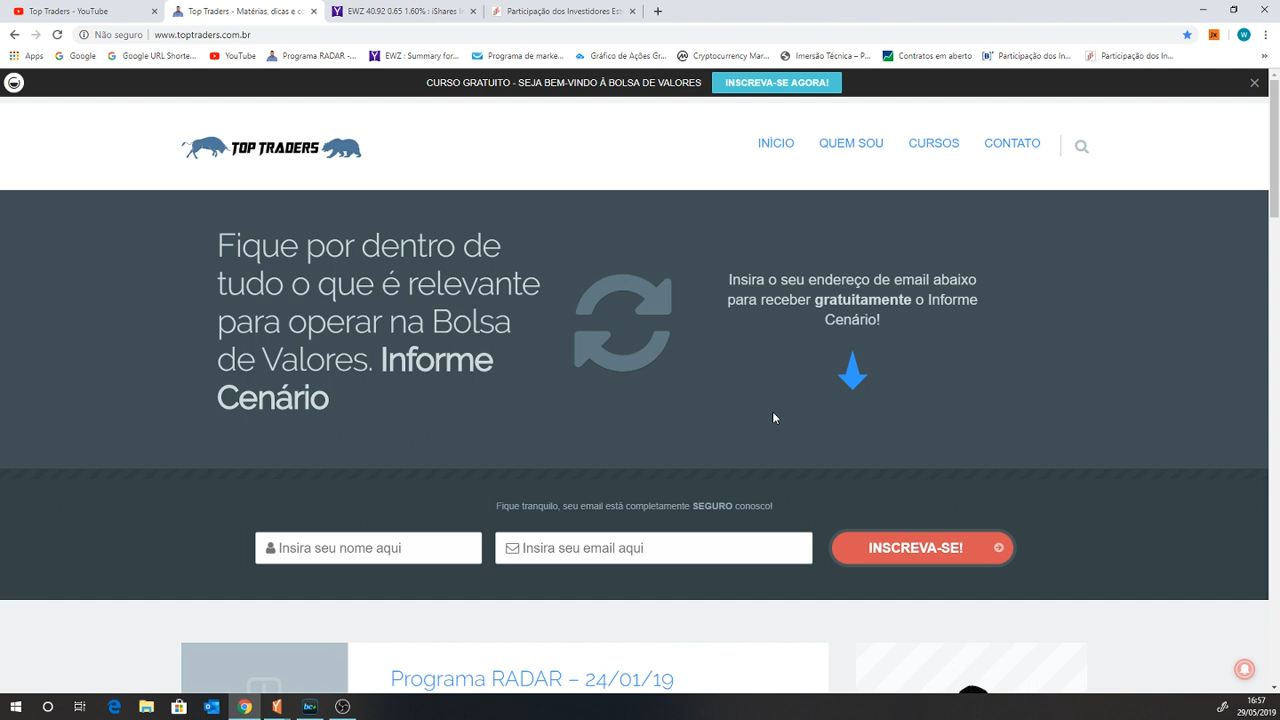 Top Traders - YouTube
Top Traders - Matérias, dicas e co
EWZ 40.92 0.65 1.60% : iShares
Participação dos Investidores Est
Não seguro
www.toptraders.com.br
W
Apps
Google
Google URL Shorte...
YouTube
Programa RADAR -...
EWZ : Summary for...
Programa de marke...
Gráfico de Ações Gr...
Cryptocurrency Mar...
Imersão Técnica – P...
Contratos em aberto
Participação dos In...
Participação dos In...
CURSO GRATUITO - SEJA BEM-VINDO À BOLSA DE VALORES
INSCREVA-SE AGORA!
TOP TRADERS
INÍCIO
QUEM SOU
CURSOS
CONTATO
Fique por dentro de
tudo o que é relevante
para operar na Bolsa
de Valores. Informe
Cenário
Insira o seu endereço de email abaixo
para receber gratuitamente o Informe
Cenário!
Fique tranquilo, seu email está completamente SEGURO conosco!
Insira seu nome aqui
Insira seu email aqui
INSCREVA-SE!
Programa RADAR – 24/01/19
16:57
29/05/2019